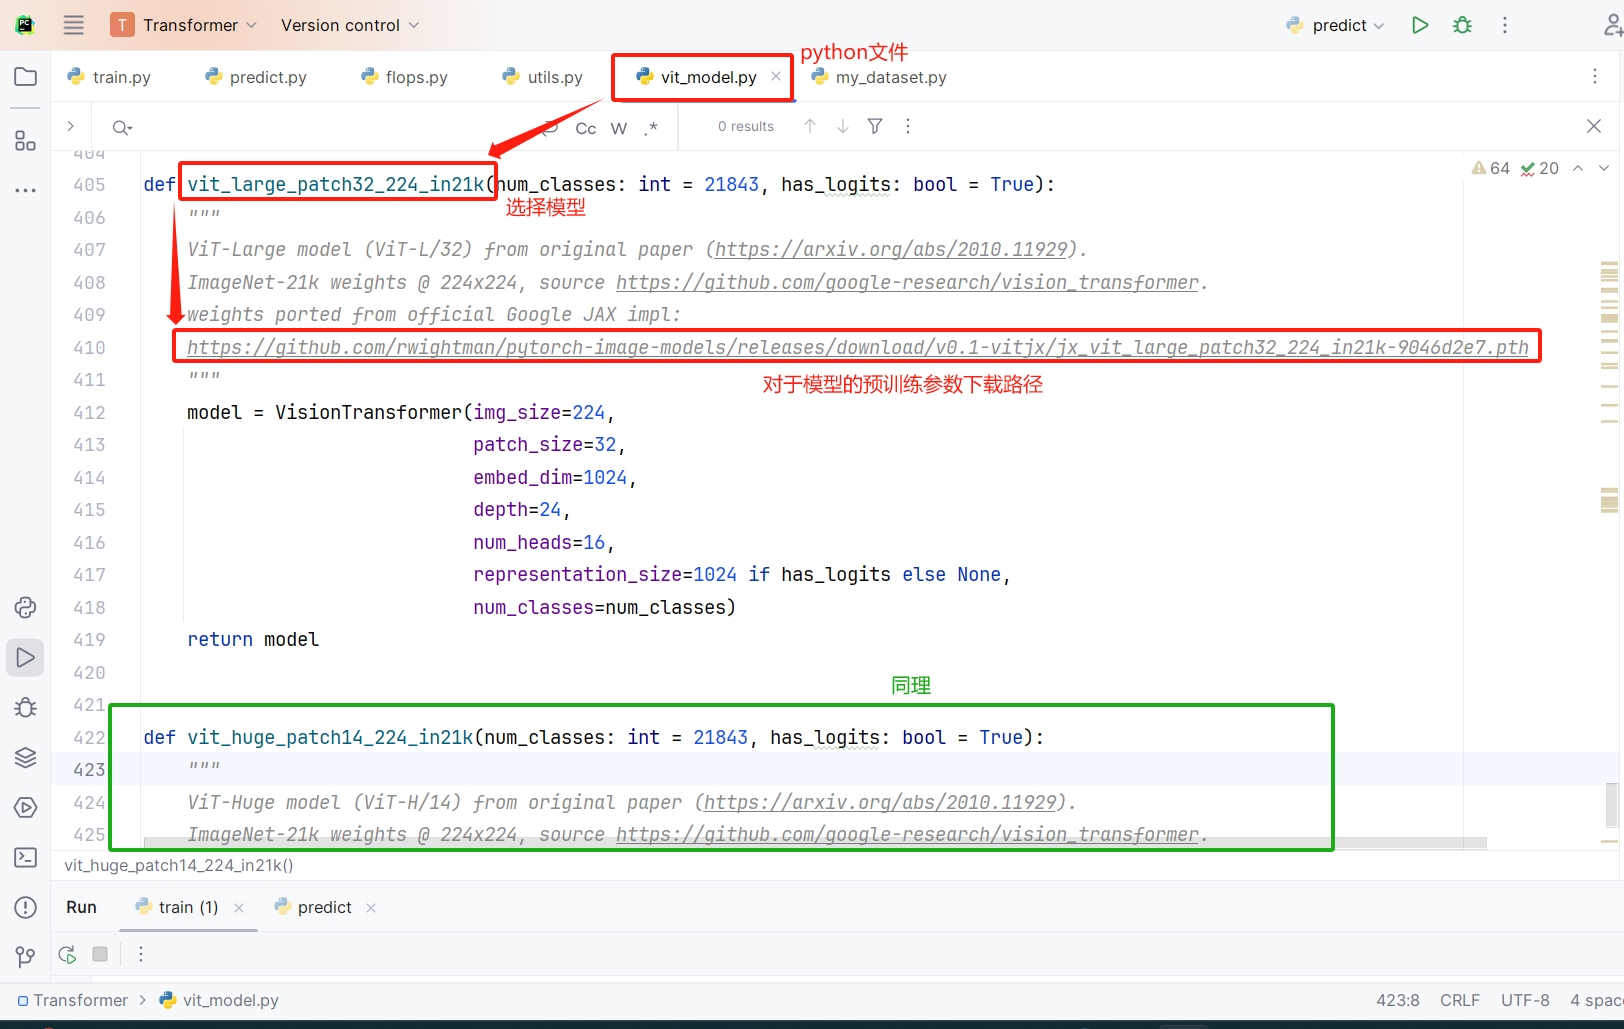 T Transformer Version control predict
train.py predict.py flops.py utils.py vit_model.py my_dataset.py
python文件
Cc W .* 0 results
404
64 20
405 def vit_large_patch32_224_in21k(num_classes: int = 21843, has_logits: bool = True):
选择模型
406 """
407 ViT-Large model (ViT-L/32) from original paper (https://arxiv.org/abs/2010.11929).
408 ImageNet-21k weights @ 224x224, source https://github.com/google-research/vision_transformer.
409 weights ported from official Google JAX impl:
410 https://github.com/rwightman/pytorch-image-models/releases/download/v0.1-vitjx/jx_vit_large_patch32_224_in21k-9046d2e7.pth
411 """
对于模型的预训练参数下载路径
412 model = VisionTransformer(img_size=224,
413 patch_size=32,
414 embed_dim=1024,
415 depth=24,
416 num_heads=16,
417 representation_size=1024 if has_logits else None,
418 num_classes=num_classes)
419 return model
420
同理
421
422 def vit_huge_patch14_224_in21k(num_classes: int = 21843, has_logits: bool = True):
423 """
424 ViT-Huge model (ViT-H/14) from original paper (https://arxiv.org/abs/2010.11929).
425 ImageNet-21k weights @ 224x224, source https://github.com/google-research/vision_transformer.
vit_huge_patch14_224_in21k()
Run train (1) predict
Transformer > vit_model.py 423:8 CRLF UTF-8 4